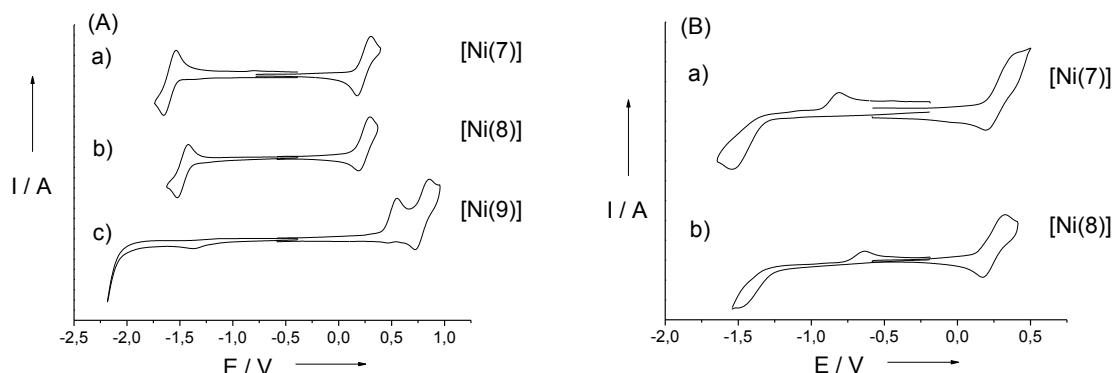 (A)
a)
[Ni(7)]
b)
[Ni(8)]
c)
[Ni(9)]
I / A
-2,5 -2,0 -1,5 -1,0 -0,5 0,0 0,5 1,0
E / V
(B)
a)
[Ni(7)]
I / A
b)
[Ni(8)]
-2,0 -1,5 -1,0 -0,5 0,0 0,5
E / V